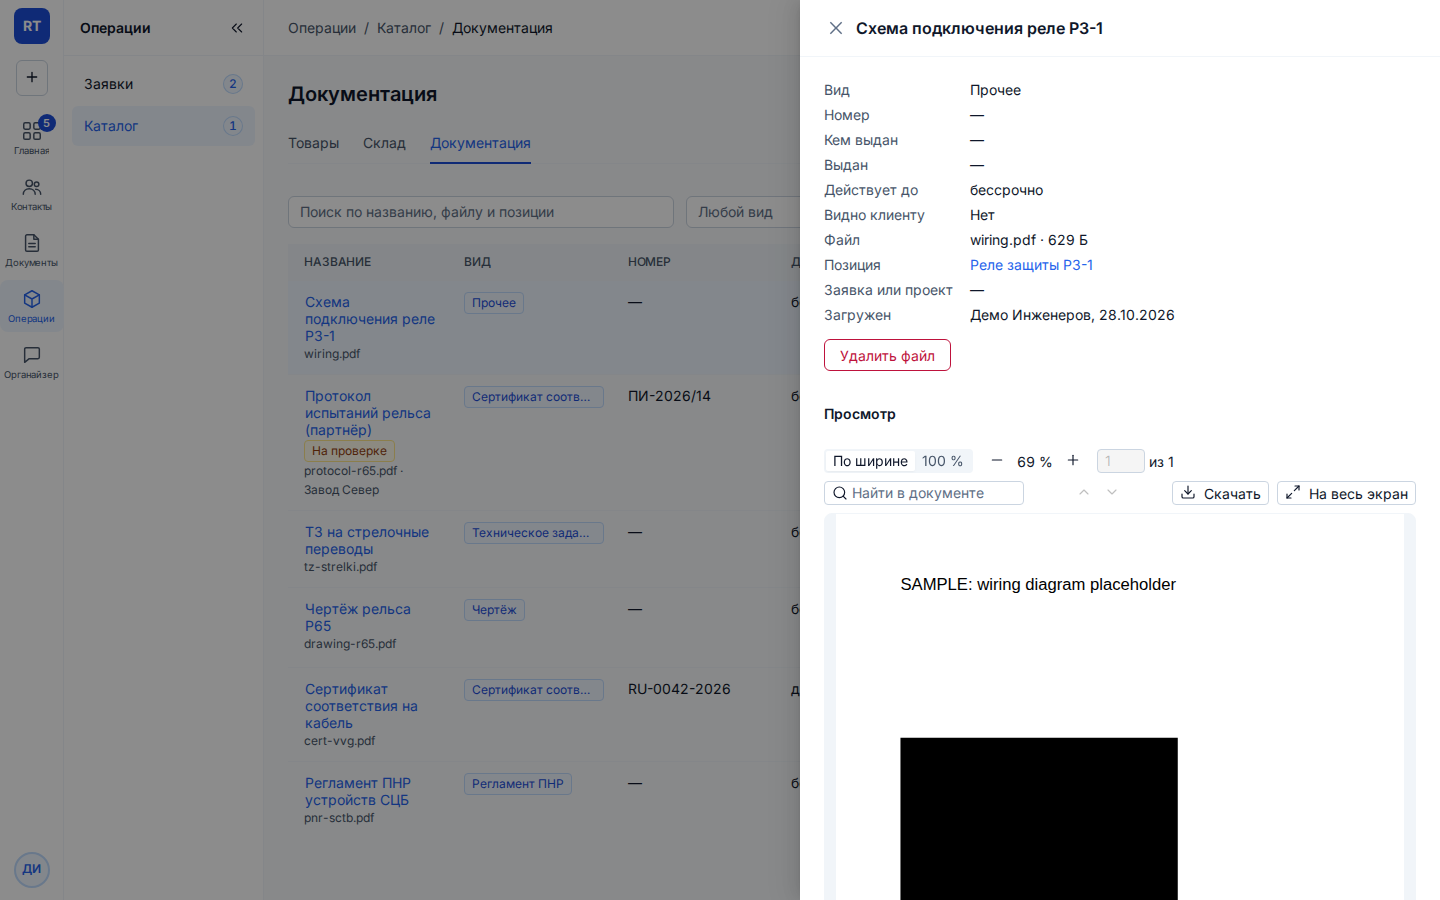 RT
Операции
Операции / Каталог / Документация
Схема подключения реле РЗ-1
Заявки
2
Каталог
1
5
Главная
Контакты
Документы
Операции
Органайзер
ДИ
Документация
Товары
Склад
Документация
Поиск по названию, файлу и позиции
Любой вид
НАЗВАНИЕ
ВИД
НОМЕР
Схема
подключения реле
РЗ-1
wiring.pdf
Прочее
—
Протокол
испытаний рельса
(партнёр)
На проверке
protocol-r65.pdf ·
Завод Север
Сертификат соотв...
ПИ-2026/14
ТЗ на стрелочные
переводы
tz-strelki.pdf
Техническое зада...
—
Чертёж рельса
Р65
drawing-r65.pdf
Чертёж
—
Сертификат
соответствия на
кабель
cert-vvg.pdf
Сертификат соотв...
RU-0042-2026
Регламент ПНР
устройств СЦБ
pnr-sctb.pdf
Регламент ПНР
—
Вид Прочее
Номер —
Кем выдан —
Выдан —
Действует до бессрочно
Видно клиенту Нет
Файл wiring.pdf · 629 Б
Позиция Реле защиты РЗ-1
Заявка или проект —
Загружен Демо Инженеров, 28.10.2026
Удалить файл
Просмотр
По ширине 100 % — 69 % + 1 из 1
Найти в документе
Скачать
На весь экран
SAMPLE: wiring diagram placeholder